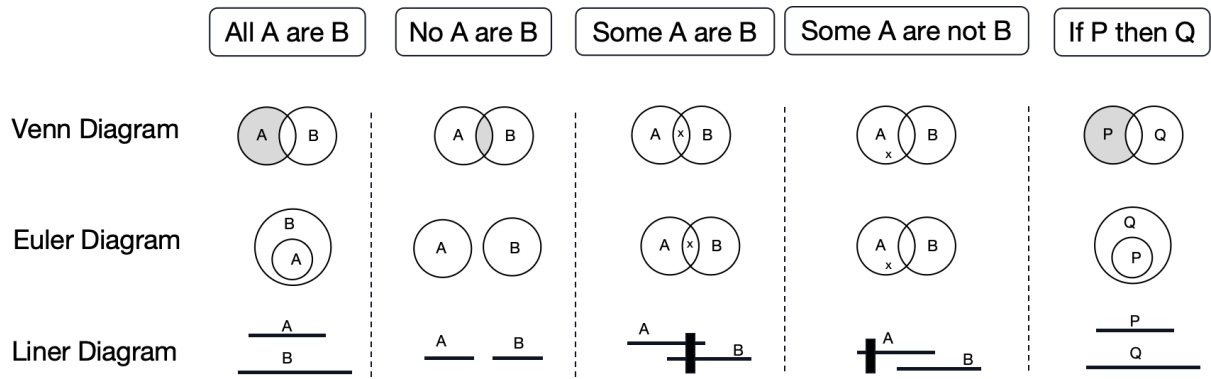 All A are B
No A are B
Some A are B
Some A are not B
If P then Q
Venn Diagram
A B
A B
A x B
A x B
P Q
Euler Diagram
B A
A B
A x B
A x B
Q P
Liner Diagram
A
B
A B
A
B
A
B
P
Q